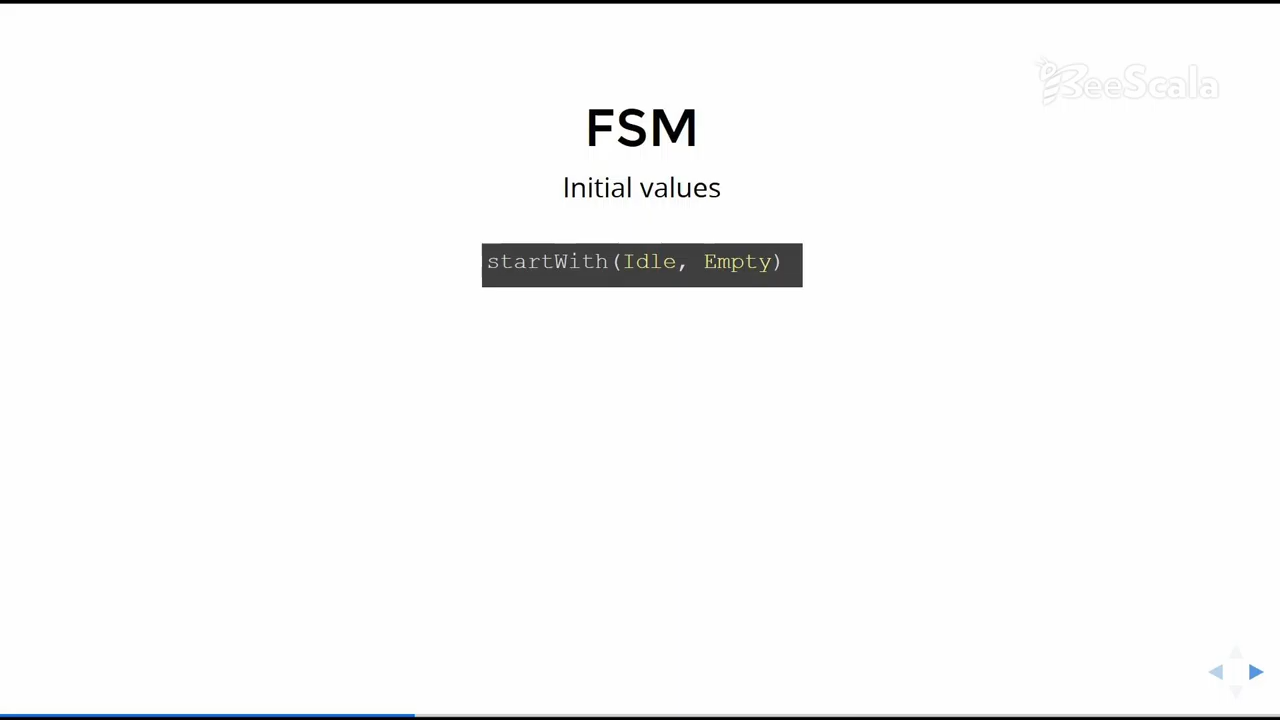 BeeScala
FSM
Initial values
startWith(Idle, Empty)